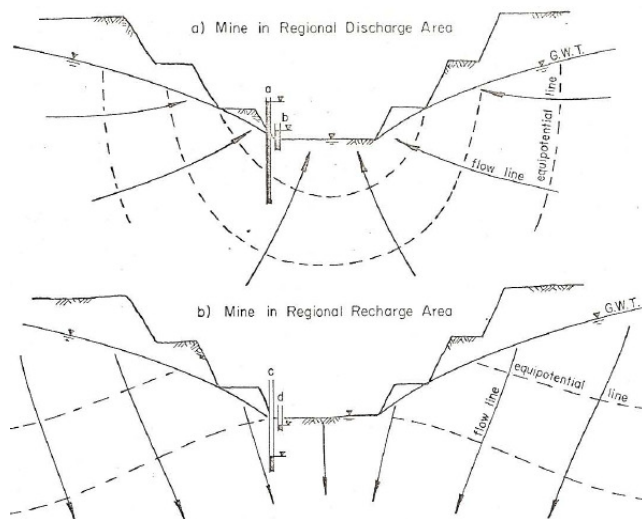 a) Mine in Regional Discharge Area
G.W.T.
a
b
equipotential line
flow line
b) Mine in Regional Recharge Area
G.W.T.
c
d
equipotential line
flow line